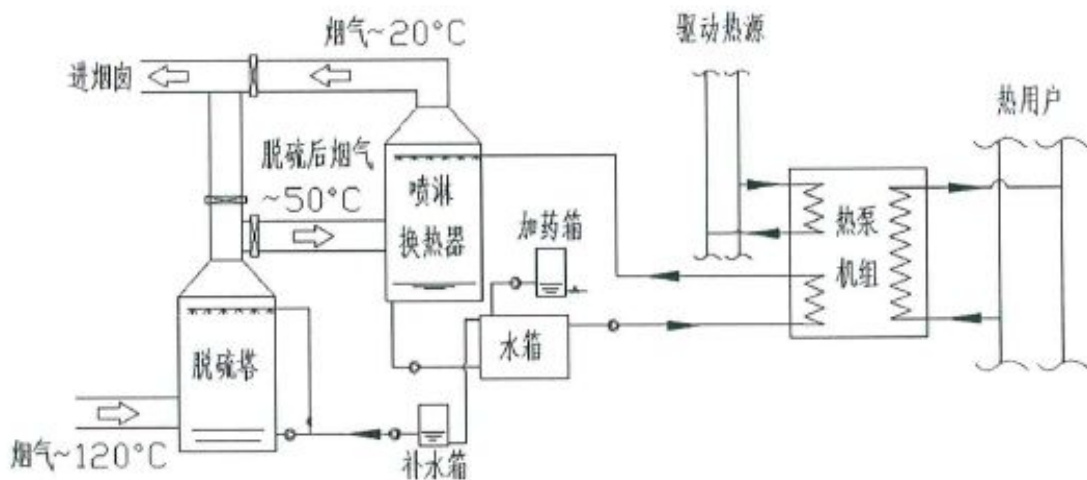 烟气~20°C
驱动热源
进烟囱
热用户
脱硫后烟气
~50°C
喷淋
换热器
加药箱
热泵
机组
水箱
脱硫塔
烟气~120°C
补水箱